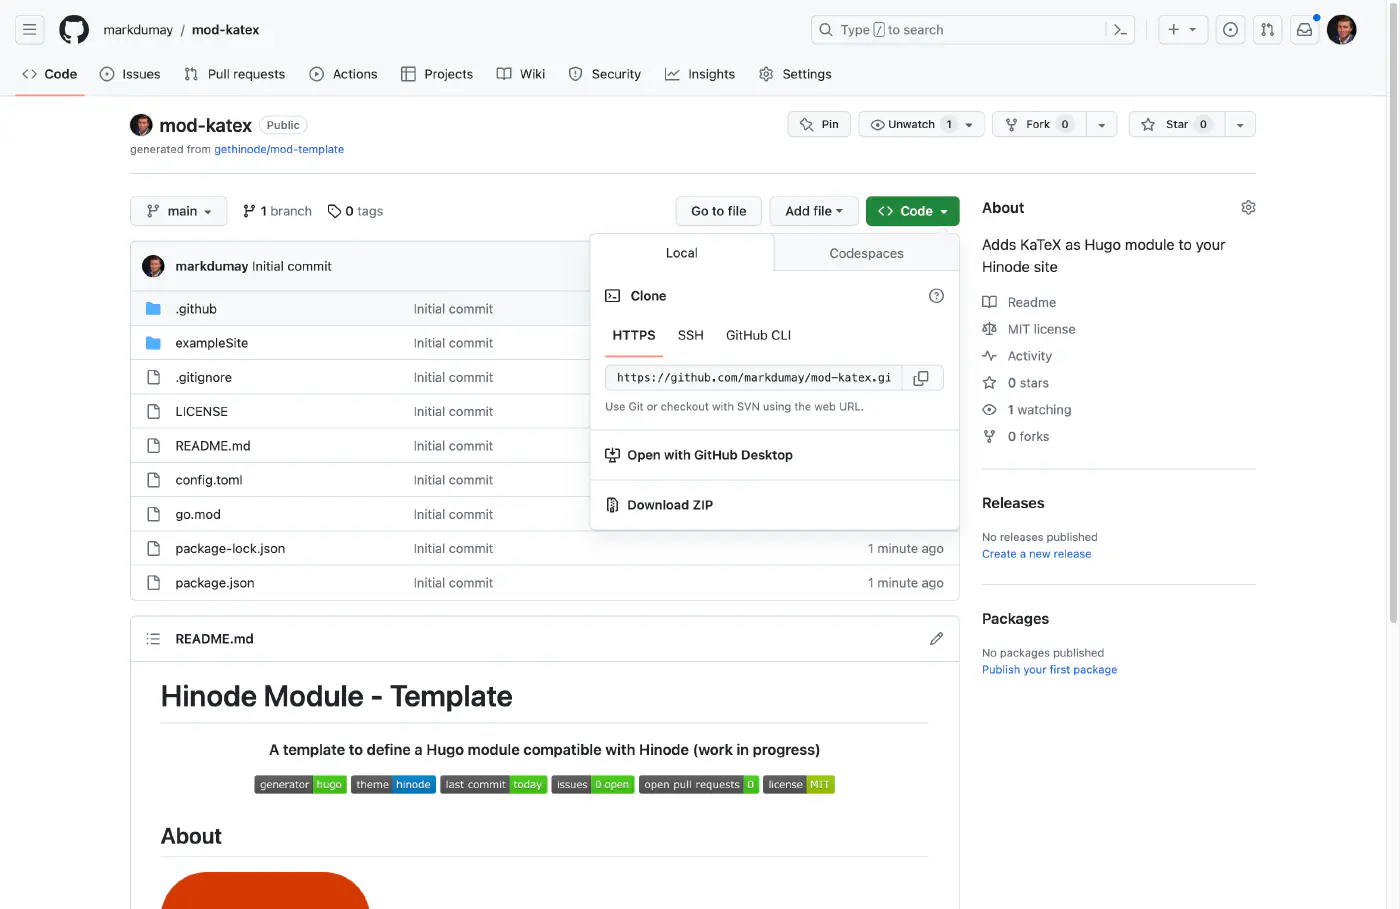 markdumay / mod-katex
Type / to search
Code
Issues
Pull requests
Actions
Projects
Wiki
Security
Insights
Settings
mod-katex Public
Pin
Unwatch 1
Fork 0
Star 0
generated from gethinode/mod-template
main
1 branch
0 tags
Go to file
Add file
Code
markdumay Initial commit
.github Initial commit
exampleSite Initial commit
.gitignore Initial commit
LICENSE Initial commit
README.md Initial commit
config.toml Initial commit
go.mod Initial commit
package-lock.json Initial commit 1 minute ago
package.json Initial commit 1 minute ago
Local
Codespaces
Clone
HTTPS
SSH
GitHub CLI
https://github.com/markdumay/mod-katex.gi
Use Git or checkout with SVN using the web URL.
Open with GitHub Desktop
Download ZIP
About
Adds KaTeX as Hugo module to your
Hinode site
Readme
MIT license
Activity
0 stars
1 watching
0 forks
Releases
No releases published
Create a new release
Packages
No packages published
Publish your first package
README.md
Hinode Module - Template
A template to define a Hugo module compatible with Hinode (work in progress)
generator hugo theme hinode last commit today issues 0 open open pull requests 0 license MIT
About